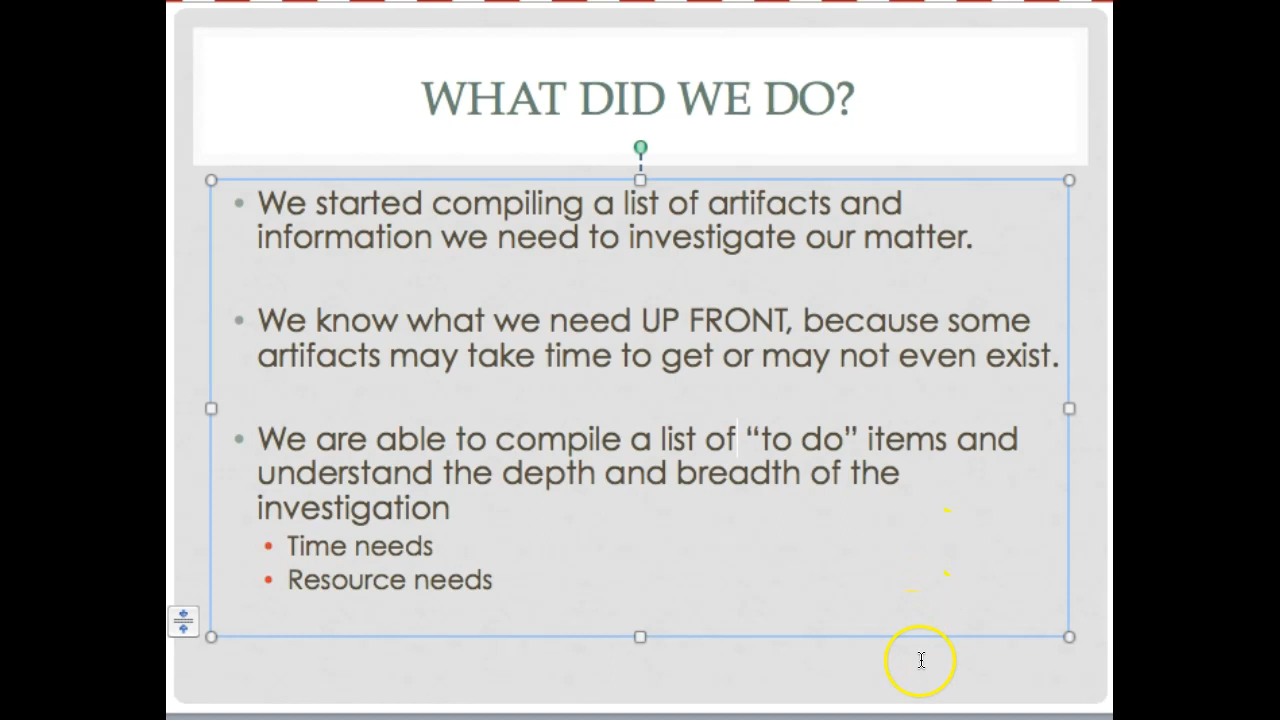 WHAT DID WE DO?
• We started compiling a list of artifacts and
information we need to investigate our matter.
• We know what we need UP FRONT, because some
artifacts may take time to get or may not even exist.
• We are able to compile a list of “to do” items and
understand the depth and breadth of the
investigation
• Time needs
• Resource needs